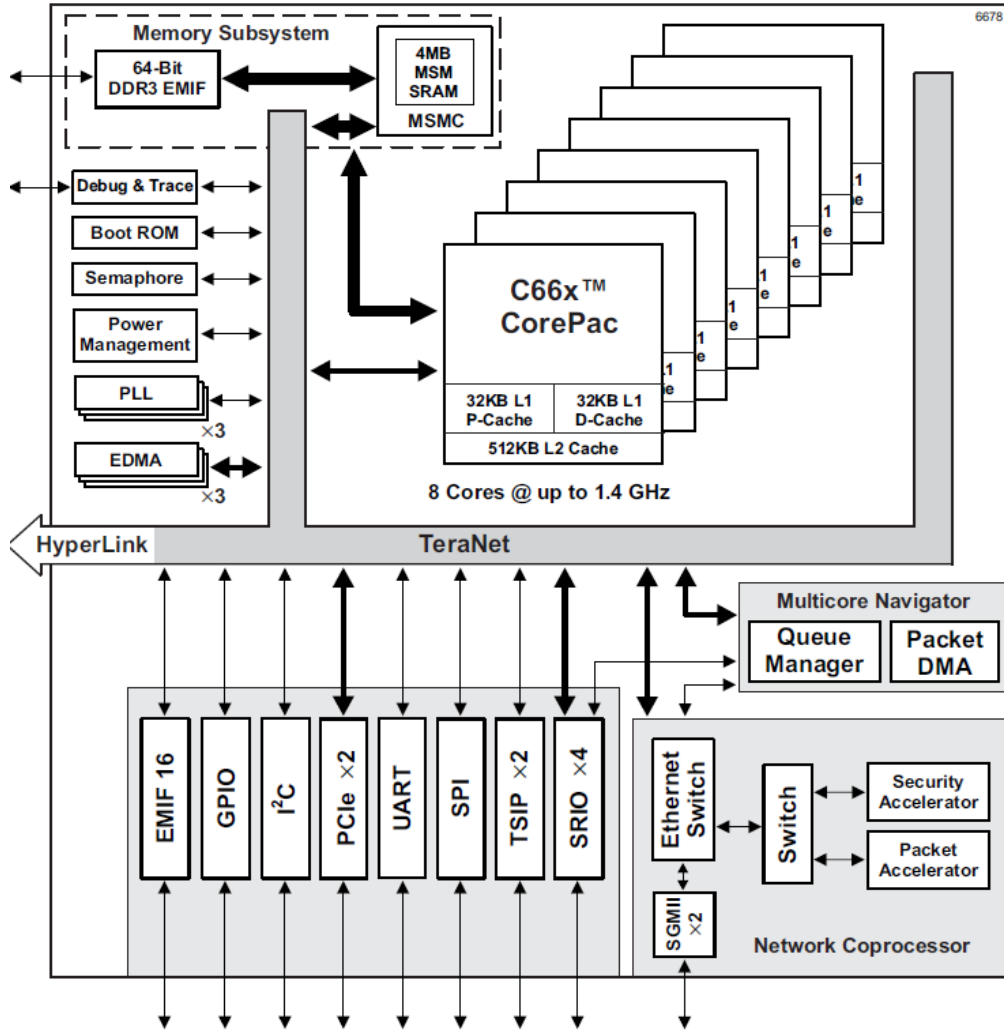 6678
Memory Subsystem
64-Bit
DDR3 EMIF
4MB
MSM
SRAM
MSMC
Debug & Trace
Boot ROM
Semaphore
Power
Management
PLL
×3
EDMA
×3
C66x™
CorePac
32KB L1
P-Cache
32KB L1
D-Cache
512KB L2 Cache
8 Cores @ up to 1.4 GHz
HyperLink
TeraNet
Multicore Navigator
Queue
Manager
Packet
DMA
EMIF 16
GPIO
I²C
PCIe ×2
UART
SPI
TSIP ×2
SRIO ×4
Ethernet
Switch
Switch
Security
Accelerator
Packet
Accelerator
SGMII
×2
Network Coprocessor